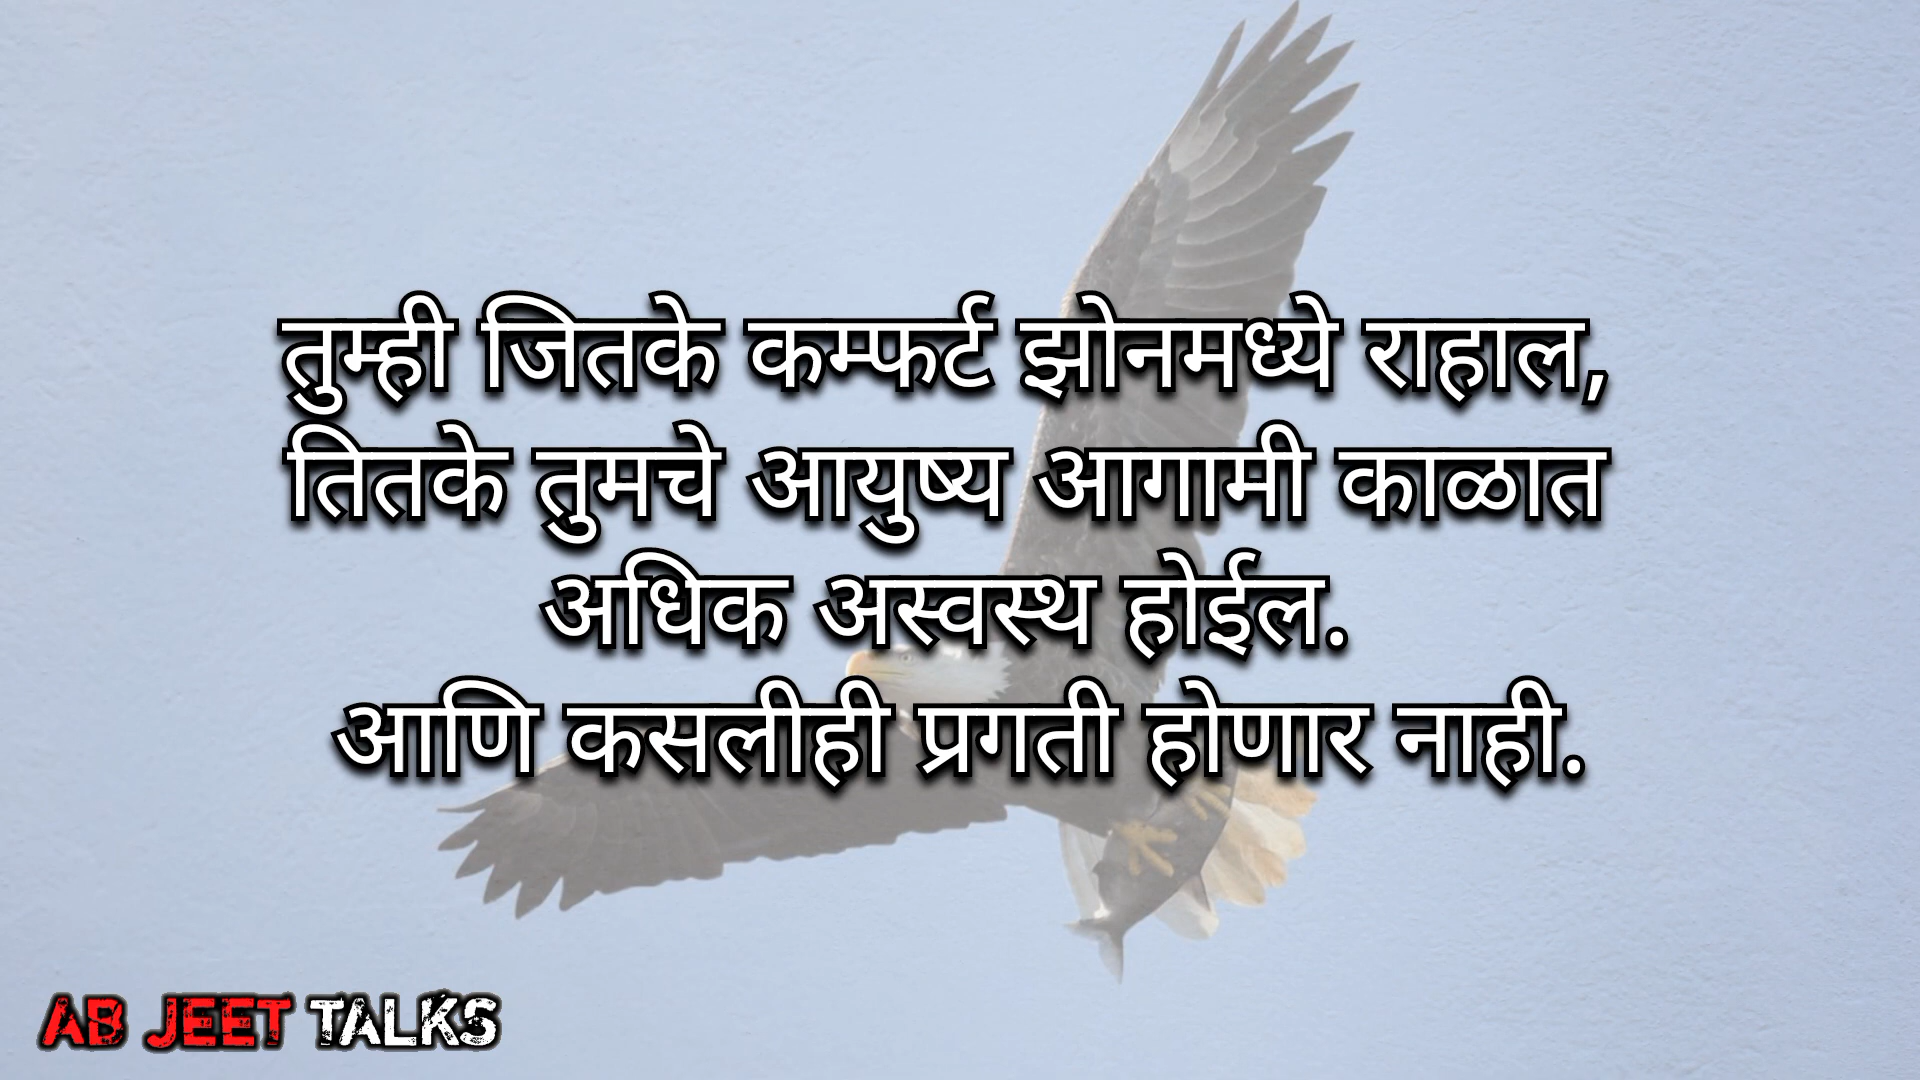 तुम्ही जितके कम्फर्ट झोनमध्ये राहाल,
तितके तुमचे आयुष्य आगामी काळात
अधिक अस्वस्थ होईल.
आणि कसलीही प्रगती होणार नाही.
AB JEET TALKS